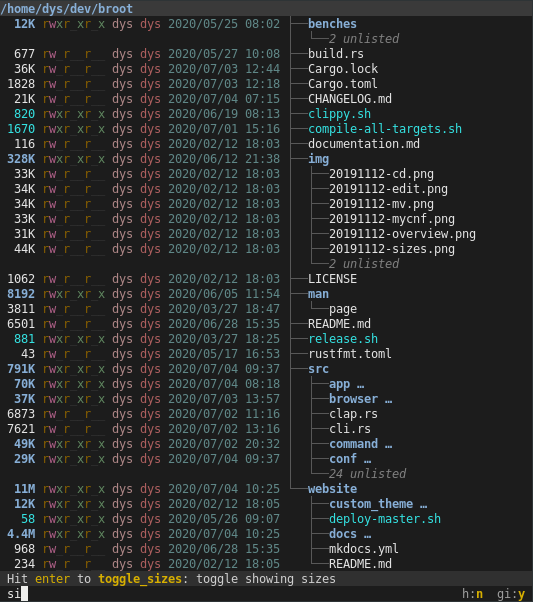 /home/dys/dev/broot
12K rwxr_xr_x dys dys 2020/05/25 08:02 ├──benches
│  └──2 unlisted
677 rw_r__r__ dys dys 2020/05/27 10:08 ├──build.rs
36K rw_r__r__ dys dys 2020/07/03 12:44 ├──Cargo.lock
1828 rw_r__r__ dys dys 2020/07/03 12:18 ├──Cargo.toml
21K rw_r__r__ dys dys 2020/07/04 07:15 ├──CHANGELOG.md
820 rwxr_xr_x dys dys 2020/06/19 08:13 ├──clippy.sh
1670 rwxr_xr_x dys dys 2020/07/01 15:16 ├──compile-all-targets.sh
116 rw_r__r__ dys dys 2020/02/12 18:03 ├──documentation.md
328K rwxr_xr_x dys dys 2020/06/12 21:38 ├──img
33K rw_r__r__ dys dys 2020/02/12 18:03 │  ├──20191112-cd.png
34K rw_r__r__ dys dys 2020/02/12 18:03 │  ├──20191112-edit.png
34K rw_r__r__ dys dys 2020/02/12 18:03 │  ├──20191112-mv.png
33K rw_r__r__ dys dys 2020/02/12 18:03 │  ├──20191112-mycnf.png
31K rw_r__r__ dys dys 2020/02/12 18:03 │  ├──20191112-overview.png
44K rw_r__r__ dys dys 2020/02/12 18:03 │  ├──20191112-sizes.png
│  └──2 unlisted
1062 rw_r__r__ dys dys 2020/02/12 18:03 ├──LICENSE
8192 rwxr_xr_x dys dys 2020/06/05 11:54 ├──man
3811 rw_r__r__ dys dys 2020/03/27 18:47 │  └──page
6501 rw_r__r__ dys dys 2020/06/28 15:35 ├──README.md
881 rwxr_xr_x dys dys 2020/03/27 18:25 ├──release.sh
43 rw_r__r__ dys dys 2020/05/17 16:53 ├──rustfmt.toml
791K rwxr_xr_x dys dys 2020/07/04 09:37 ├──src
70K rwxr_xr_x dys dys 2020/07/04 08:18 │  ├──app …
37K rwxr_xr_x dys dys 2020/07/03 13:57 │  ├──browser …
6873 rw_r__r__ dys dys 2020/07/02 11:16 │  ├──clap.rs
7621 rw_r__r__ dys dys 2020/07/02 13:16 │  ├──cli.rs
49K rwxr_xr_x dys dys 2020/07/02 20:32 │  ├──command …
29K rwxr_xr_x dys dys 2020/07/04 09:37 │  ├──conf …
│  └──24 unlisted
11M rwxr_xr_x dys dys 2020/07/04 10:25 └──website
12K rwxr_xr_x dys dys 2020/02/12 18:05 ├──custom_theme …
58 rwxr_xr_x dys dys 2020/05/26 09:07 ├──deploy-master.sh
4.4M rwxr_xr_x dys dys 2020/07/04 10:25 ├──docs …
968 rw_r__r__ dys dys 2020/06/28 15:35 ├──mkdocs.yml
234 rw_r__r__ dys dys 2020/02/12 18:05 └──README.md
Hit enter to toggle_sizes: toggle showing sizes
si h:n gi:y